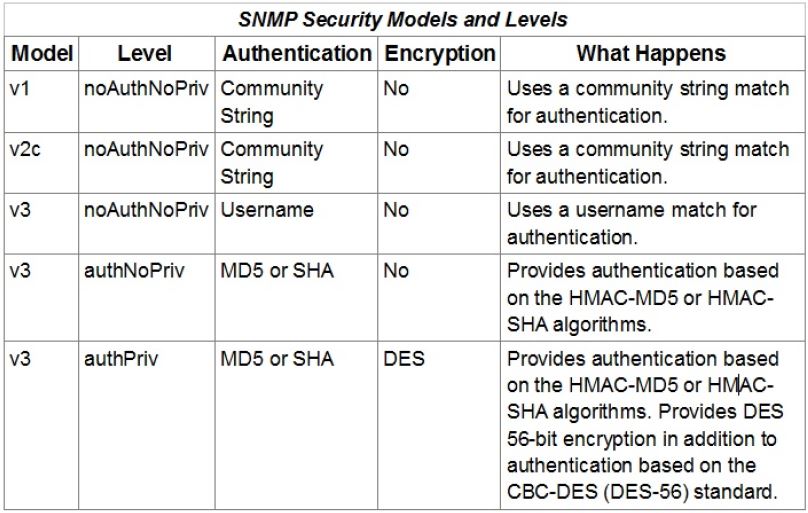 SNMP Security Models and Levels
Model Level Authentication Encryption What Happens
v1 noAuthNoPriv Community No Uses a community string match
String for authentication.
v2c noAuthNoPriv Community No Uses a community string match
String for authentication.
v3 noAuthNoPriv Username No Uses a username match for
authentication.
v3 authNoPriv MD5 or SHA No Provides authentication based
on the HMAC-MD5 or HMAC-
SHA algorithms.
v3 authPriv MD5 or SHA DES Provides authentication based
on the HMAC-MD5 or HMAC-
SHA algorithms. Provides DES
56-bit encryption in addition to
authentication based on the
CBC-DES (DES-56) standard.